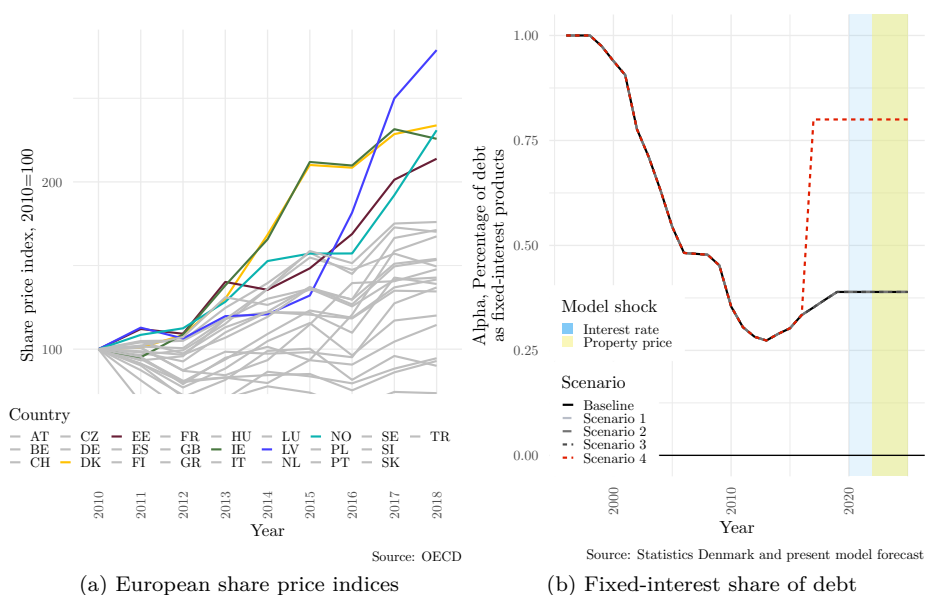 Share price index, 2010=100
200
100
Country
AT CZ EE FR HU LU NO SE TR
BE DE ES GB IE LV PL SI
CH DK FI GR IT NL PT SK
2010 2011 2012 2013 2014 2015 2016 2017 2018
Year
Source: OECD
(a) European share price indices
Alpha, Percentage of debt
as fixed-interest products
1.00
0.75
0.50
0.25
0.00
Model shock
Interest rate
Property price
Scenario
Baseline
Scenario 1
Scenario 2
Scenario 3
Scenario 4
2000 2010 2020
Year
Source: Statistics Denmark and present model forecast
(b) Fixed-interest share of debt